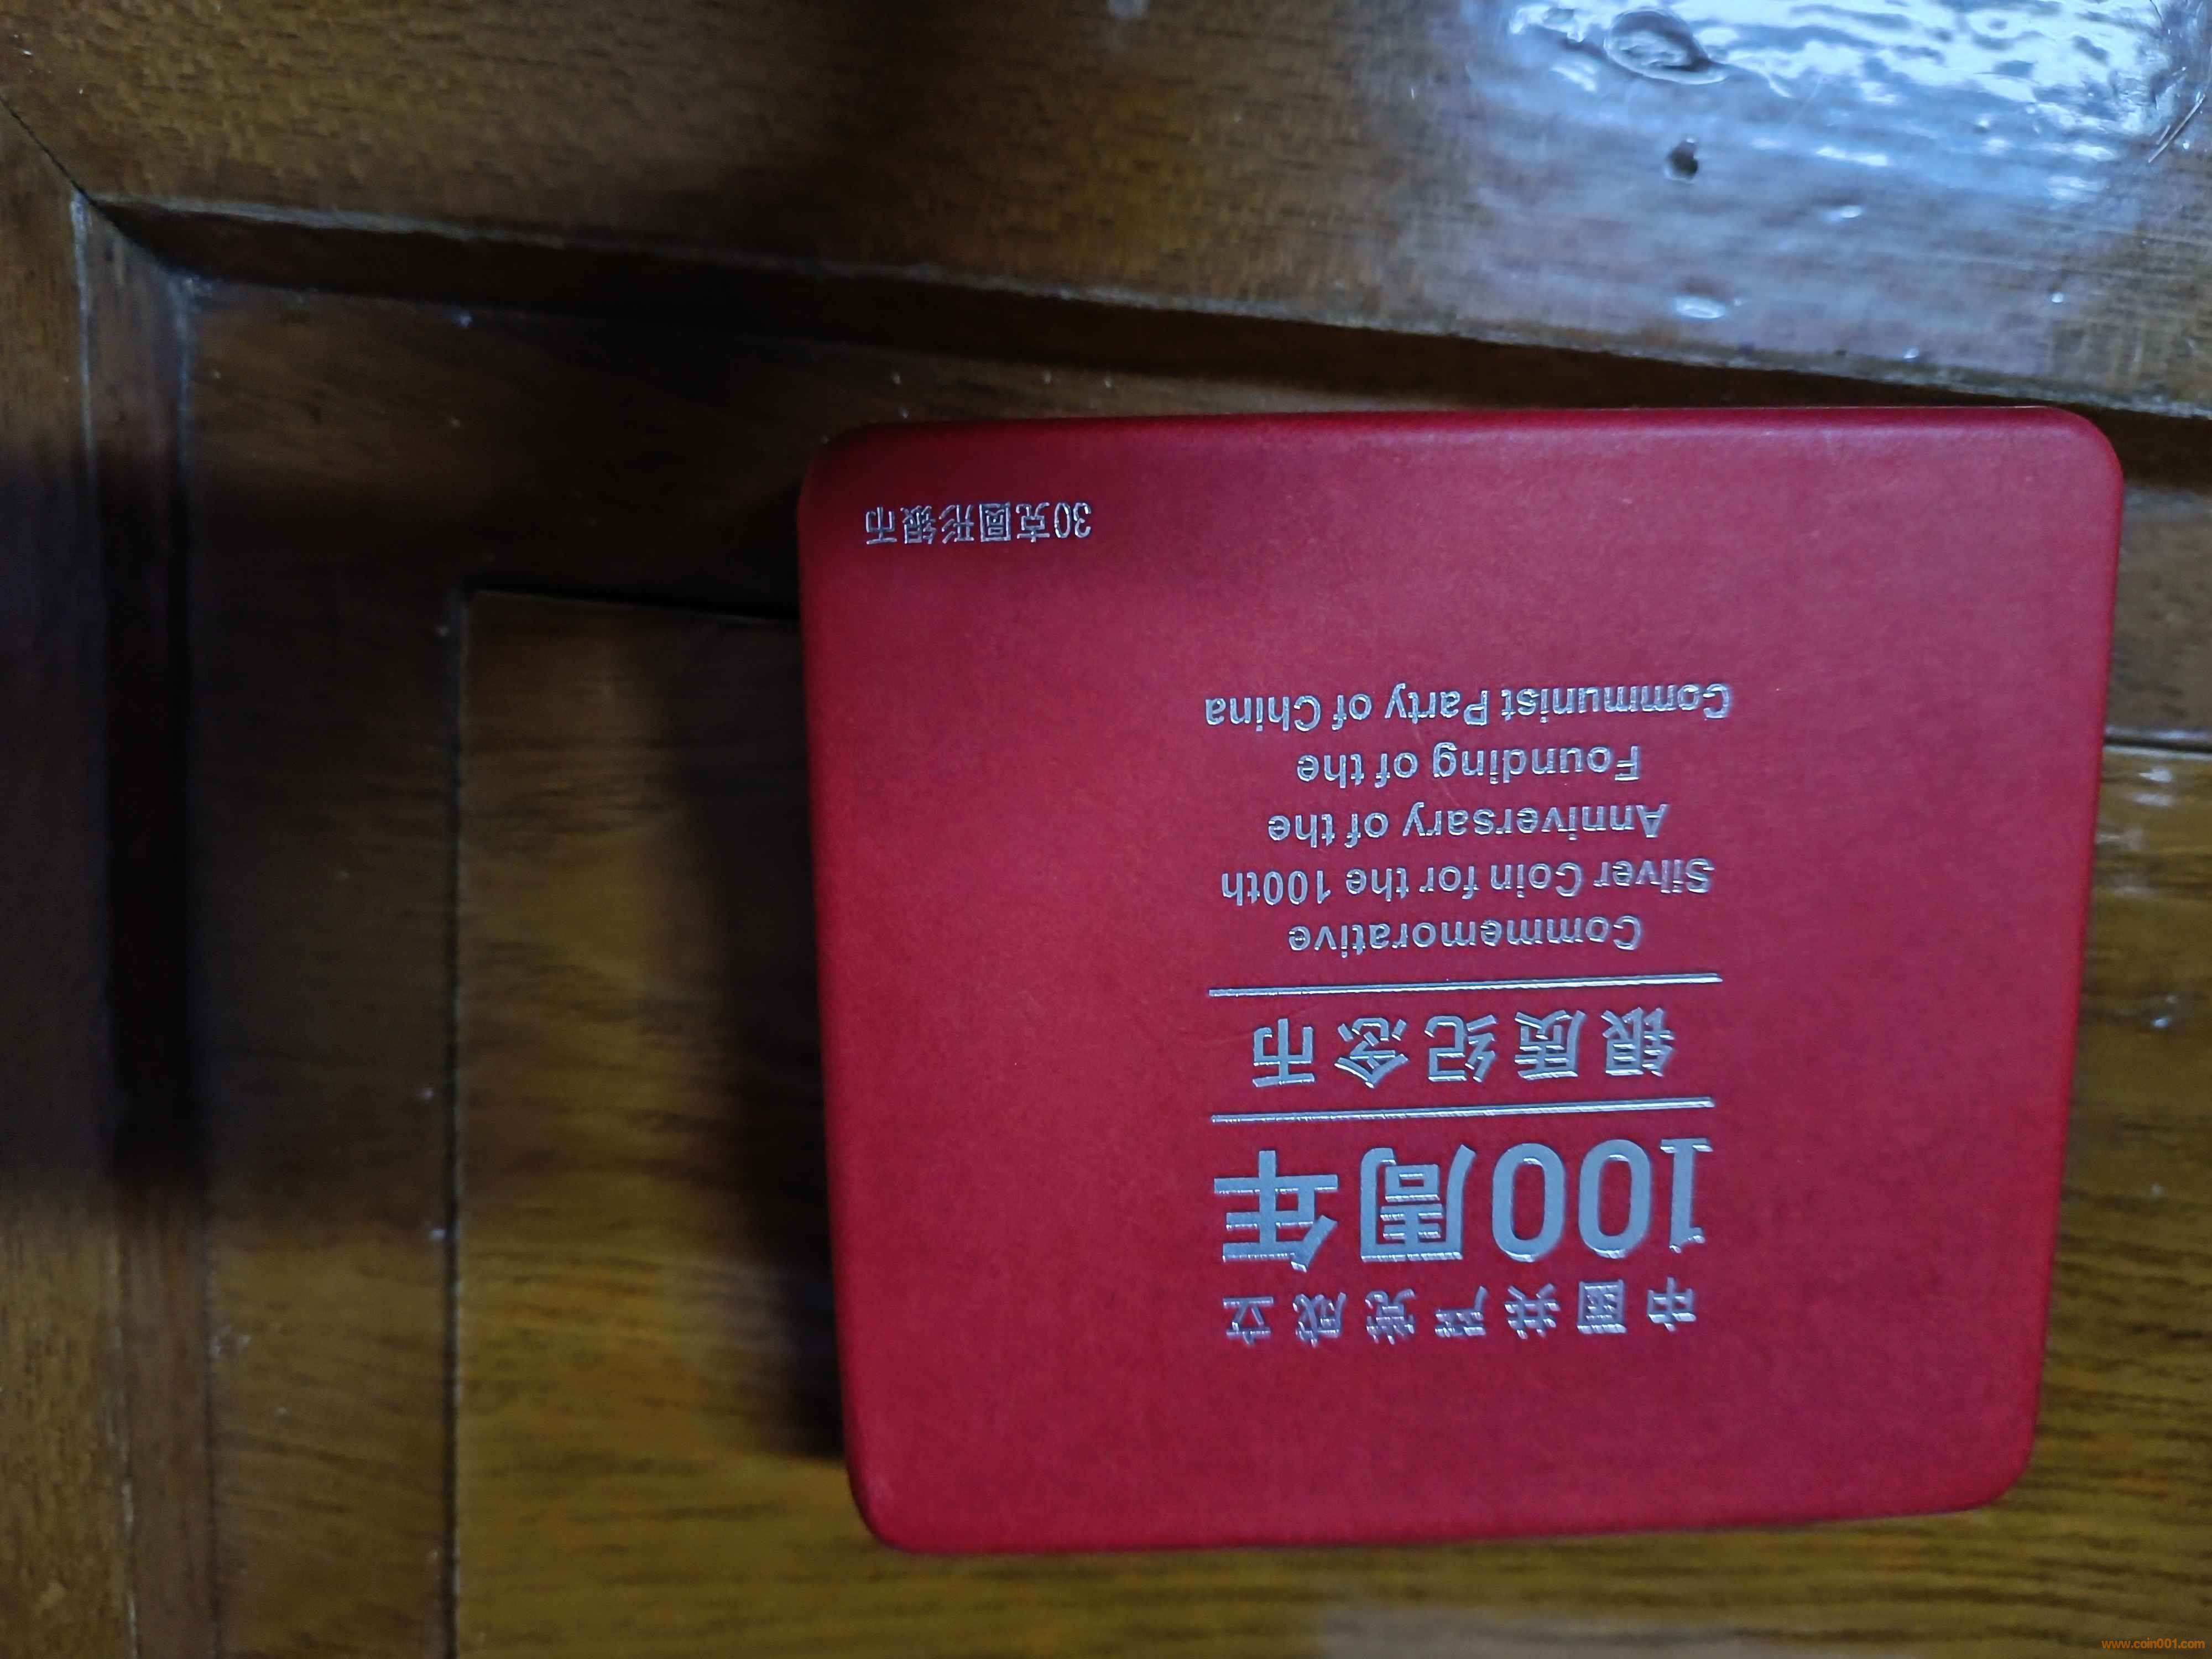 中国共产党成立
100周年
银质纪念币
Commemorative
Silver Coin for the 100th
Anniversary of the
Founding of the
Communist Party of China
30克圆形银币
www.coin001.com